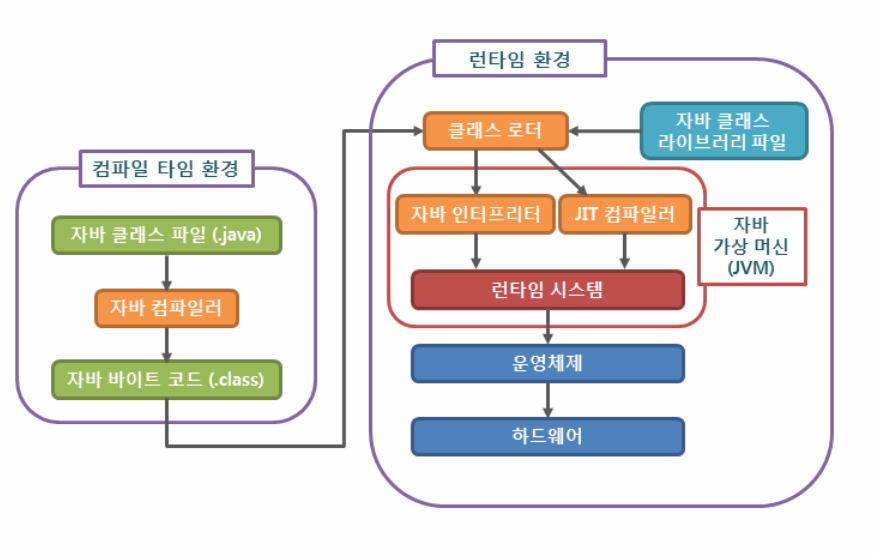 런타임 환경
클래스 로더
자바 클래스
라이브러리 파일
컴파일 타임 환경
자바 클래스 파일 (.java)
자바 컴파일러
자바 바이트 코드 (.class)
자바 인터프리터
JIT 컴파일러
자바
가상 머신
(JVM)
런타임 시스템
운영체제
하드웨어